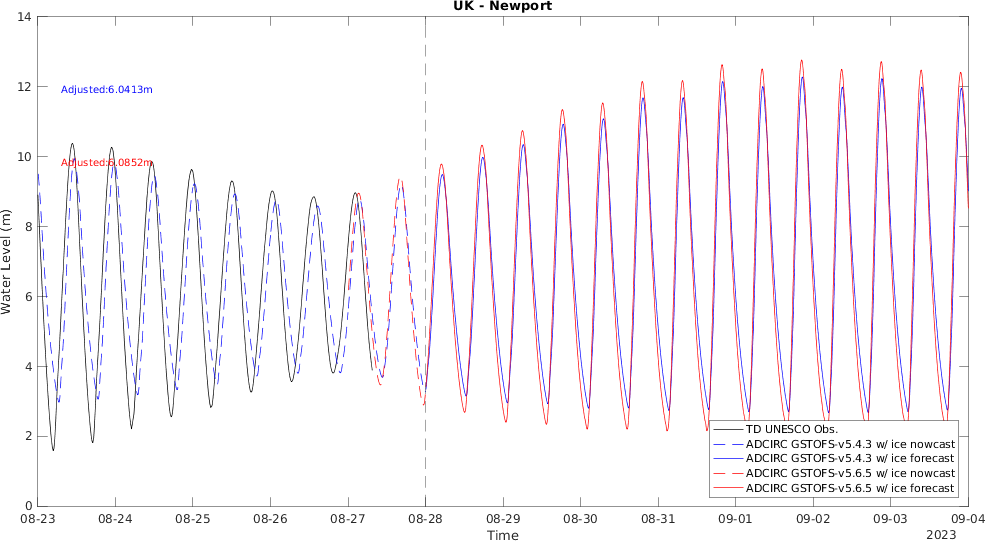 UK - Newport
14
12
10
8
6
4
2
0
Water Level (m)
Adjusted:6.0413m
Adjusted:6.0852m
TD UNESCO Obs.
ADCIRC GSTOFS-v5.4.3 w/ ice nowcast
ADCIRC GSTOFS-v5.4.3 w/ ice forecast
ADCIRC GSTOFS-v5.6.5 w/ ice nowcast
ADCIRC GSTOFS-v5.6.5 w/ ice forecast
08-23 08-24 08-25 08-26 08-27 08-28 08-29 08-30 08-31 09-01 09-02 09-03 09-04
Time
2023